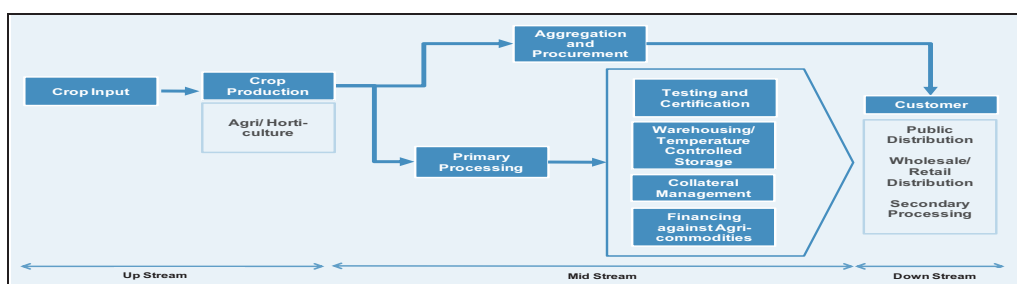 Aggregation
and
Procurement
Crop Input
Crop
Production
Agri/ Horti-
culture
Primary
Processing
Testing and
Certification
Warehousing/
Temperature
Controlled
Storage
Collateral
Management
Financing
against Agri-
commodities
Customer
Public
Distribution
Wholesale/
Retail
Distribution
Secondary
Processing
Up Stream
Mid Stream
Down Stream